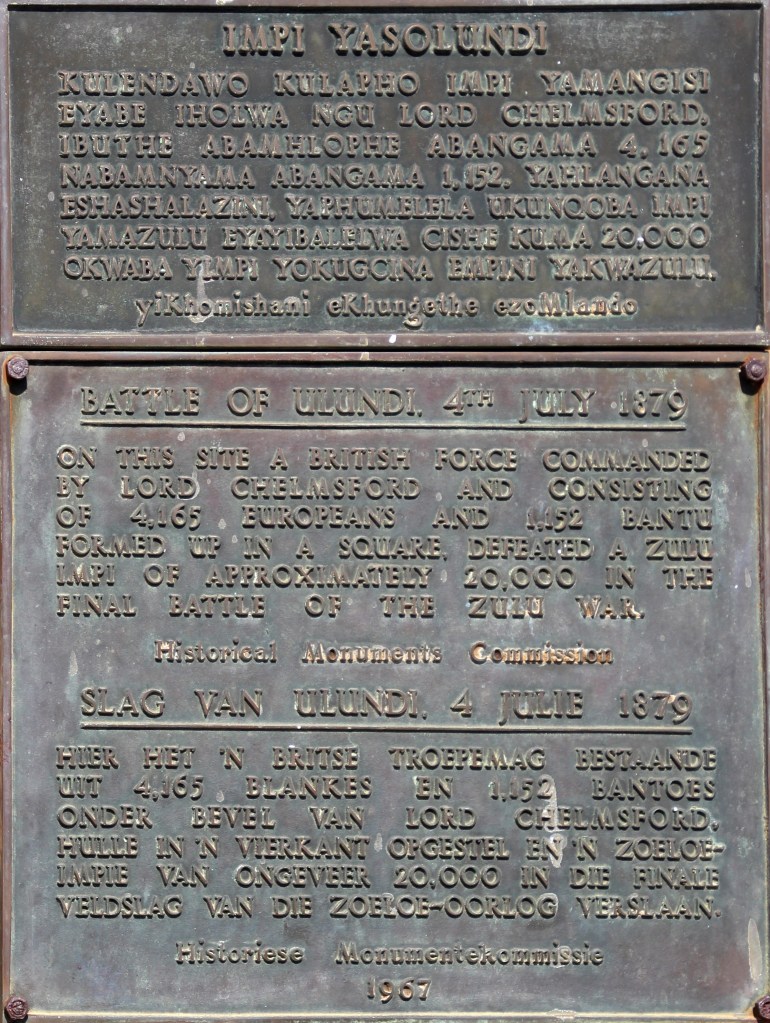 IMPI YASOLUNDI
KULENDAWO KULAPHO IMPI YAMANGISI
EYABE IHOLWA NGU LORD CHELMSFORD,
IBUTHE ABAMHLOPHE ABANGAMA 4,165
NABAMNYAMA ABANGAMA 1,152, YAHLANGANA
ESHASHALAZINI, YAPHUMELELA UKUNQOBA IMPI
YAMAZULU EYAYIBALELWA CISHE KUMA 20,000
OKWABA YIMPI YOKUGCINA EMPINI YAKWAZULU.
yiKhomishani eKhungethe ezoMlando
BATTLE OF ULUNDI, 4TH JULY 1879
ON THIS SITE A BRITISH FORCE COMMANDED
BY LORD CHELMSFORD AND CONSISTING
OF 4,165 EUROPEANS AND 1,152 BANTU
FORMED UP IN A SQUARE, DEFEATED A ZULU
IMPI OF APPROXIMATELY 20,000 IN THE
FINAL BATTLE OF THE ZULU WAR.
Historical Monuments Commission
SLAG VAN ULUNDI, 4 JULIE 1879
HIER HET 'N BRITSE TROEPEMAG BESTAANDE
UIT 4,165 BLANKES EN 1,152 BANTOES
ONDER BEVEL VAN LORD CHELMSFORD,
HULLE IN 'N VIERKANT OPGESTEL EN 'N ZOELOE-
IMPIE VAN ONGEVEER 20,000 IN DIE FINALE
VELDSLAG VAN DIE ZOELOE-OORLOG VERSLAAN.
Historiese Monumentekommissie
1967